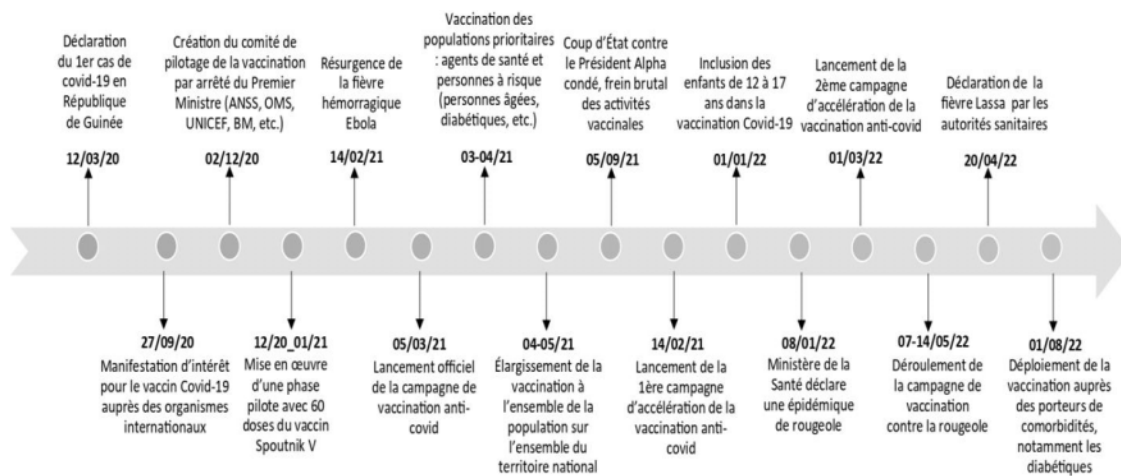 Déclaration
du 1er cas de
covid-19 en
République
de Guinée
12/03/20
Création du comité de
pilotage de la vaccination
par arrêté du Premier
Ministre (ANSS, OMS,
UNICEF, BM, etc.)
02/12/20
Résurgence de
la fièvre
hémorragique
Ebola
14/02/21
Vaccination des
populations prioritaires
: agents de santé et
personnes à risque
(personnes âgées,
diabétiques, etc.)
03-04/21
Coup d'État contre
le Président Alpha
condé, frein brutal
des activités
vaccinales
05/09/21
Inclusion des
enfants de 12 à 17
ans dans la
vaccination Covid-19
01/01/22
Lancement de la
2ème campagne
d'accélération de la
vaccination anti-covid
01/03/22
Déclaration de la
fièvre Lassa par les
autorités sanitaires
20/04/22
27/09/20
Manifestation d'intérêt
pour le vaccin Covid-19
auprès des organismes
internationaux
12/20_01/21
Mise en œuvre
d'une phase
pilote avec 60
doses du vaccin
Spoutnik V
05/03/21
Lancement officiel
de la campagne de
vaccination anti-
covid
04-05/21
Élargissement de la
vaccination à
l'ensemble de la
population sur
l'ensemble du
territoire national
14/02/21
Lancement de la
1ère campagne
d'accélération de la
vaccination anti-
covid
08/01/22
Ministère de la
Santé déclare
une épidémique
de rougeole
07-14/05/22
Déroulement de
la campagne de
vaccination
contre la rougeole
01/08/22
Déploiement de la
vaccination auprès
des porteurs de
comorbidités,
notamment les
diabétiques